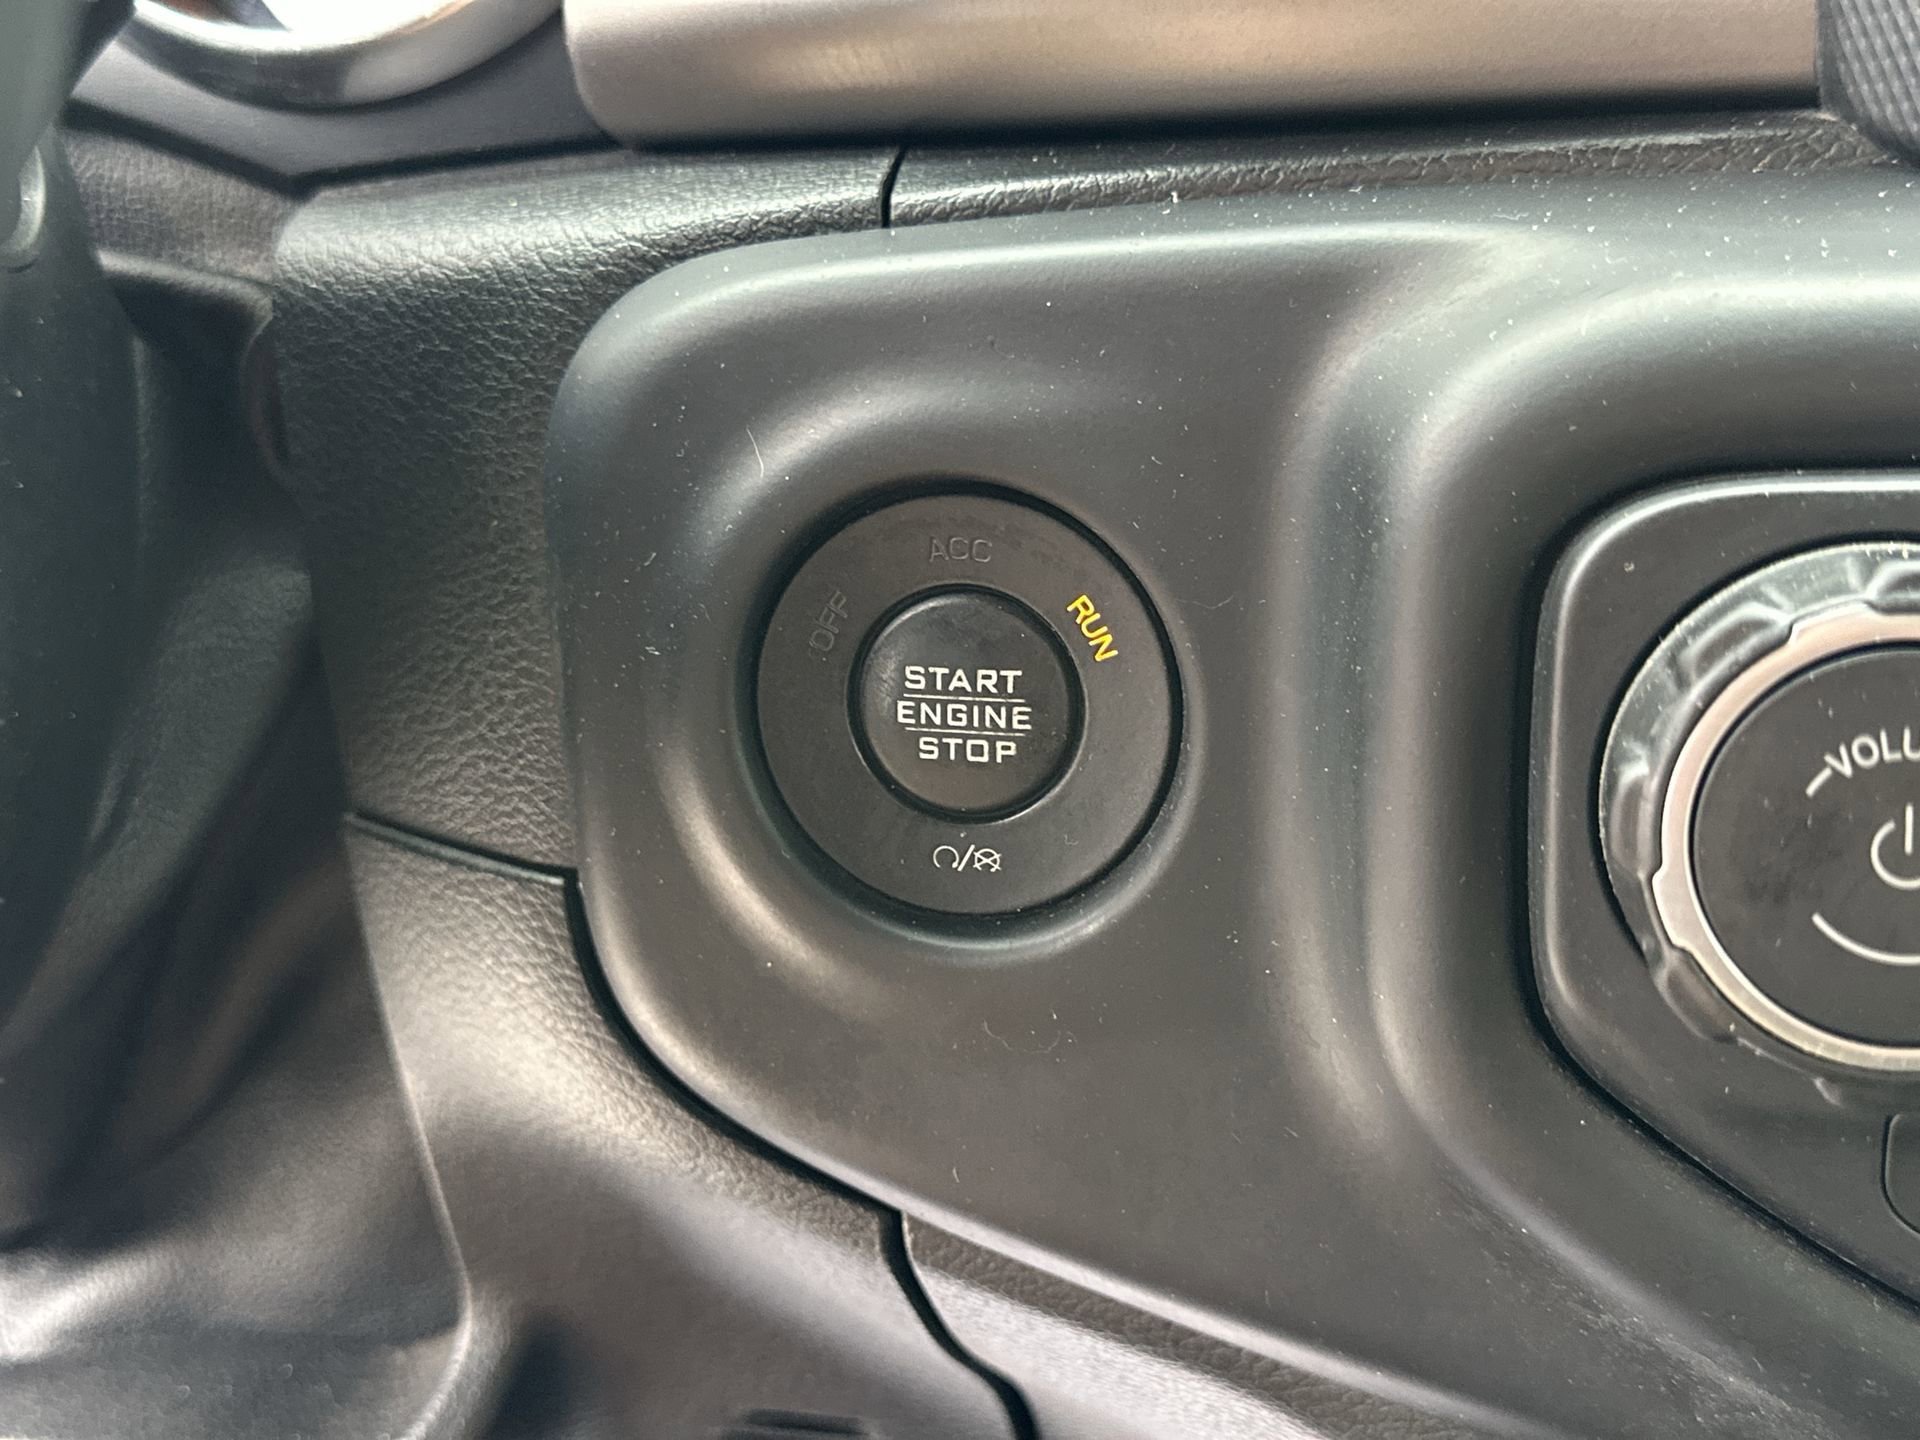 ACC
OFF
RUN
START
ENGINE
STOP